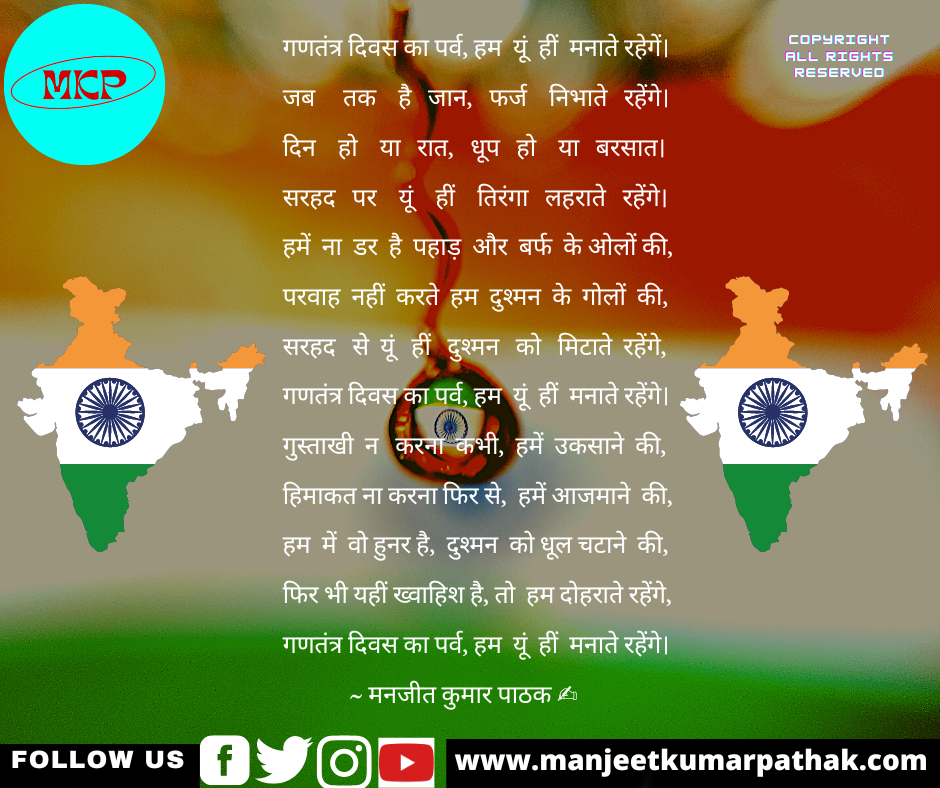 MKP
COPYRIGHT
ALL RIGHTS
RESERVED
गणतंत्र दिवस का पर्व, हम यूं हीं मनाते रहेगें।
जब तक है जान, फर्ज निभाते रहेंगे।
दिन हो या रात, धूप हो या बरसात।
सरहद पर यूं हीं तिरंगा लहराते रहेंगे।
हमें ना डर है पहाड़ और बर्फ के ओलों की,
परवाह नहीं करते हम दुश्मन के गोलों की,
सरहद से यूं हीं दुश्मन को मिटाते रहेंगे,
गणतंत्र दिवस का पर्व, हम यूं हीं मनाते रहेंगे।
गुस्ताखी न करना कभी, हमें उकसाने की,
हिमाकत ना करना फिर से, हमें आजमाने की,
हम में वो हुनर है, दुश्मन को धूल चटाने की,
फिर भी यहीं ख्वाहिश है, तो हम दोहराते रहेंगे,
गणतंत्र दिवस का पर्व, हम यूं हीं मनाते रहेंगे।
~ मनजीत कुमार पाठक ✍
FOLLOW US
www.manjeetkumarpathak.com